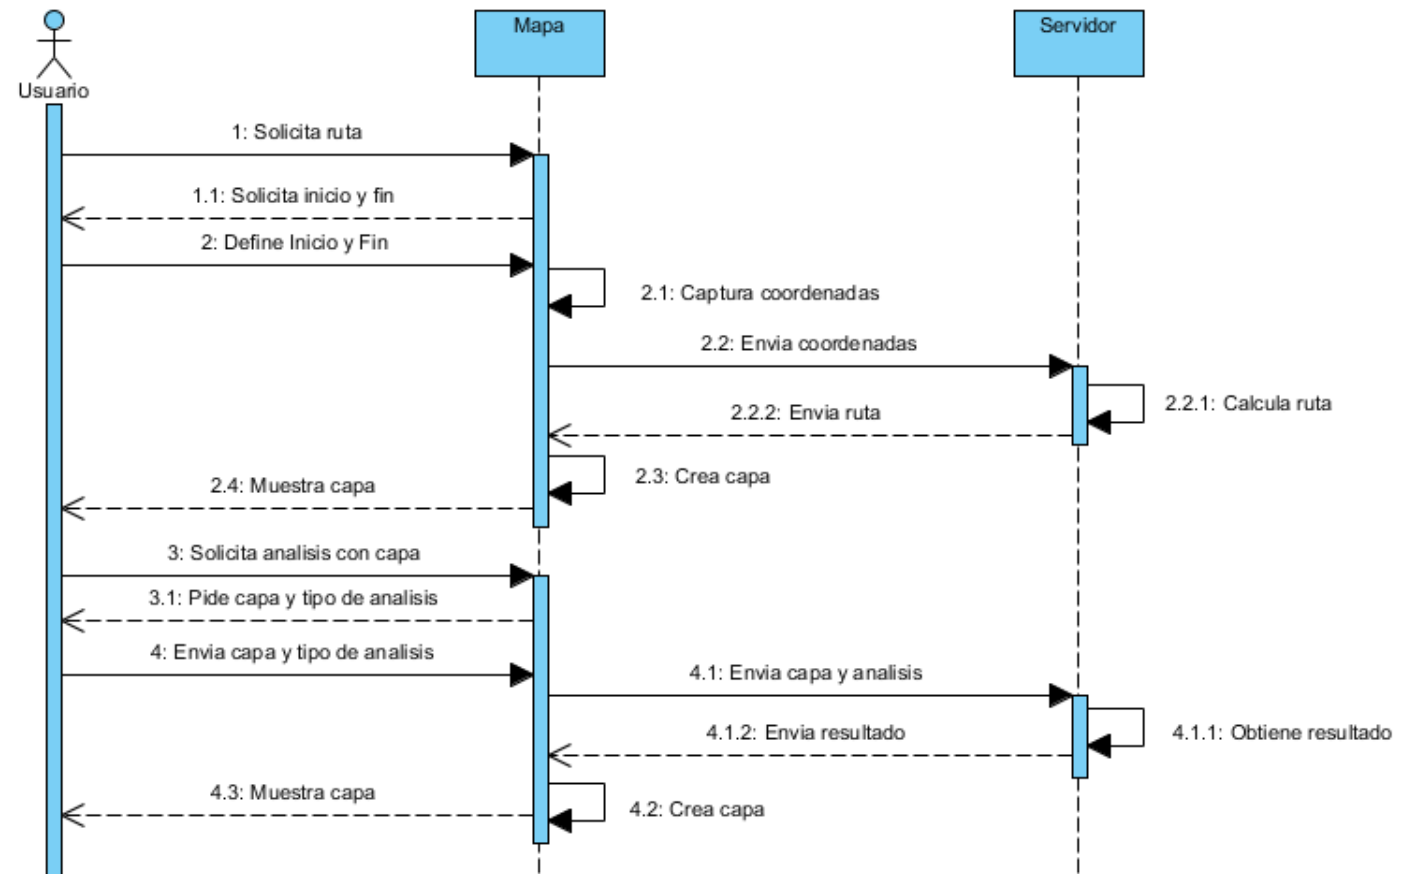 Usuario
Mapa
Servidor
1: Solicita ruta
1.1: Solicita inicio y fin
2: Define Inicio y Fin
2.1: Captura coordenadas
2.2: Envia coordenadas
2.2.1: Calcula ruta
2.2.2: Envia ruta
2.3: Crea capa
2.4: Muestra capa
3: Solicita analisis con capa
3.1: Pide capa y tipo de analisis
4: Envia capa y tipo de analisis
4.1: Envia capa y analisis
4.1.1: Obtiene resultado
4.1.2: Envia resultado
4.2: Crea capa
4.3: Muestra capa